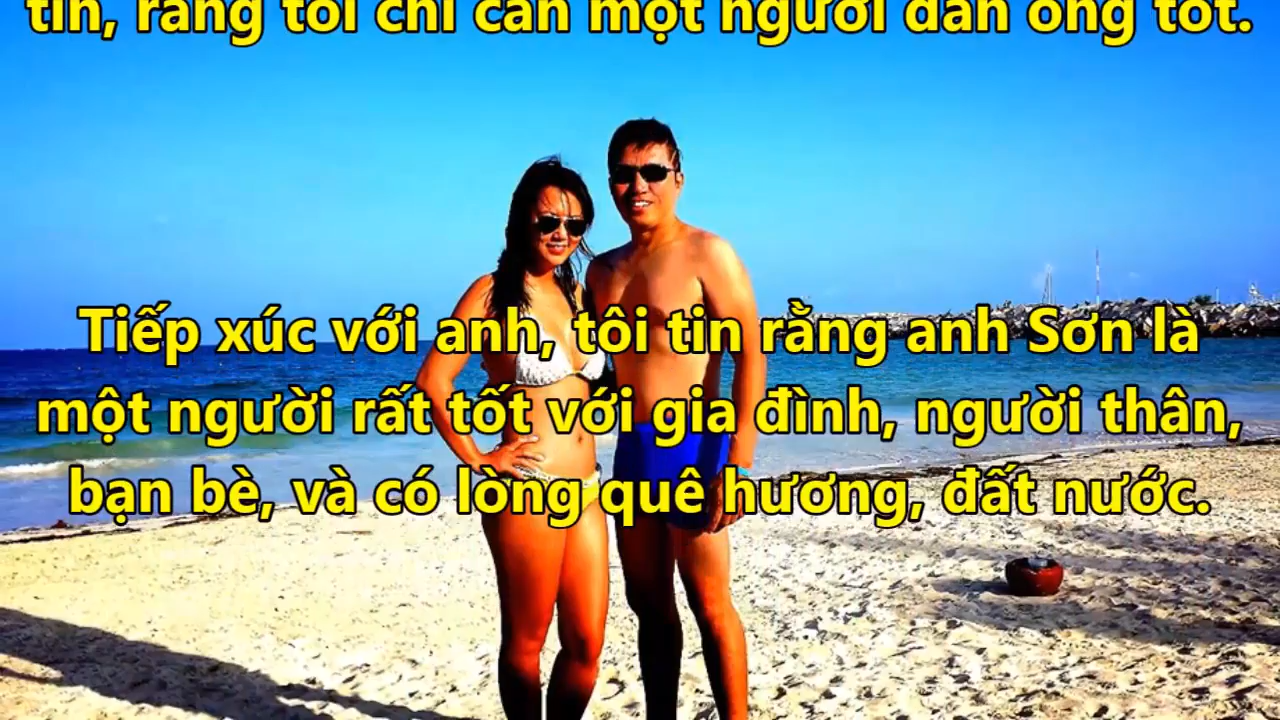 tin, rằng tôi chỉ cần một người đàn ông tốt.
Tiếp xúc với anh, tôi tin rằng anh Sơn là
một người rất tốt với gia đình, người thân,
bạn bè, và có lòng quê hương, đất nước.